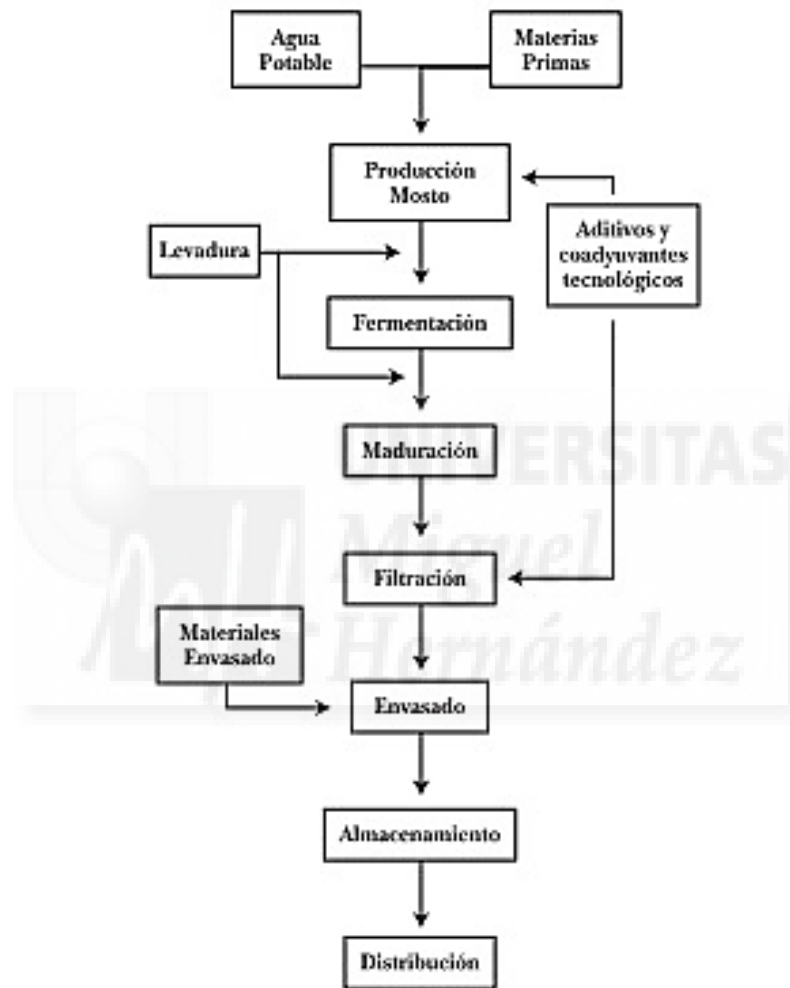 Agua
Potable
Materias
Primas
Producción
Mosto
Levadura
Aditivos y
coadyuvantes
tecnológicos
Fermentación
Maduración
UNIVERSITAS
Miguel
Filtración
Hernández
Materiales
Envasado
Envasado
Almacenamiento
Distribución